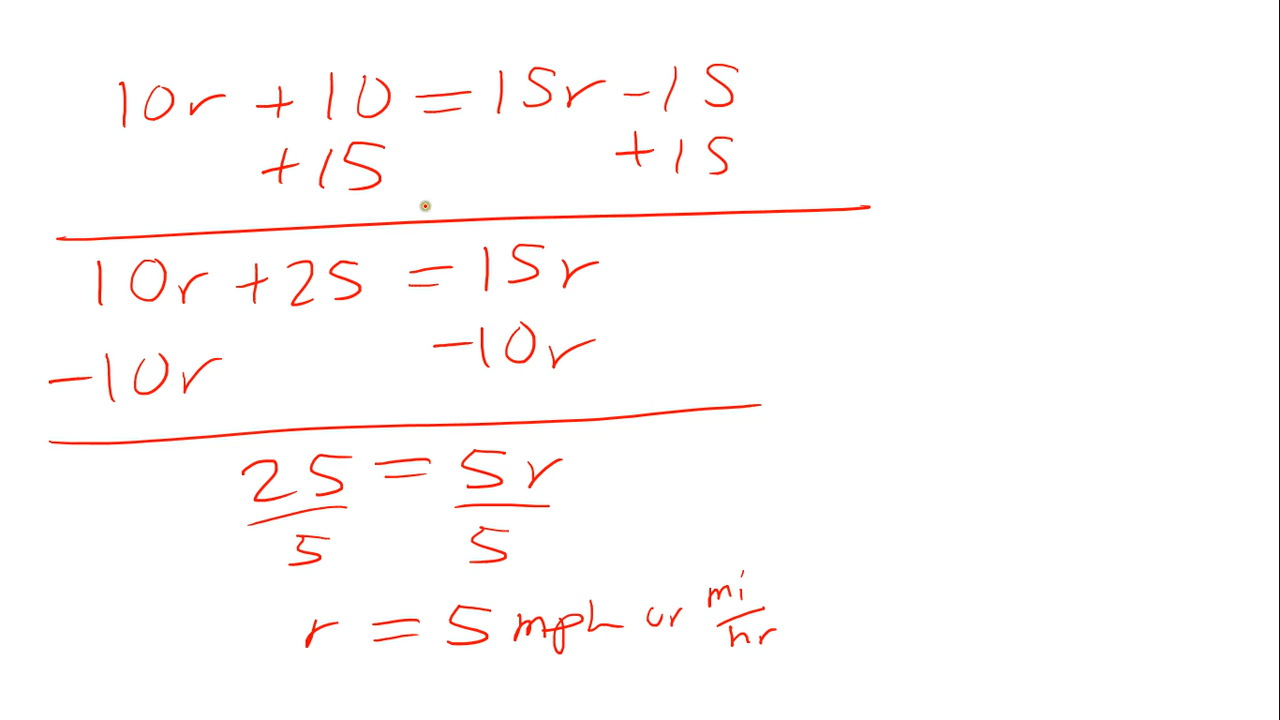 10r + 10 = 15r - 15
+15 +15
10r + 25 = 15r
-10r -10r
25 = 5r
5 5
r = 5 mph or mi/hr